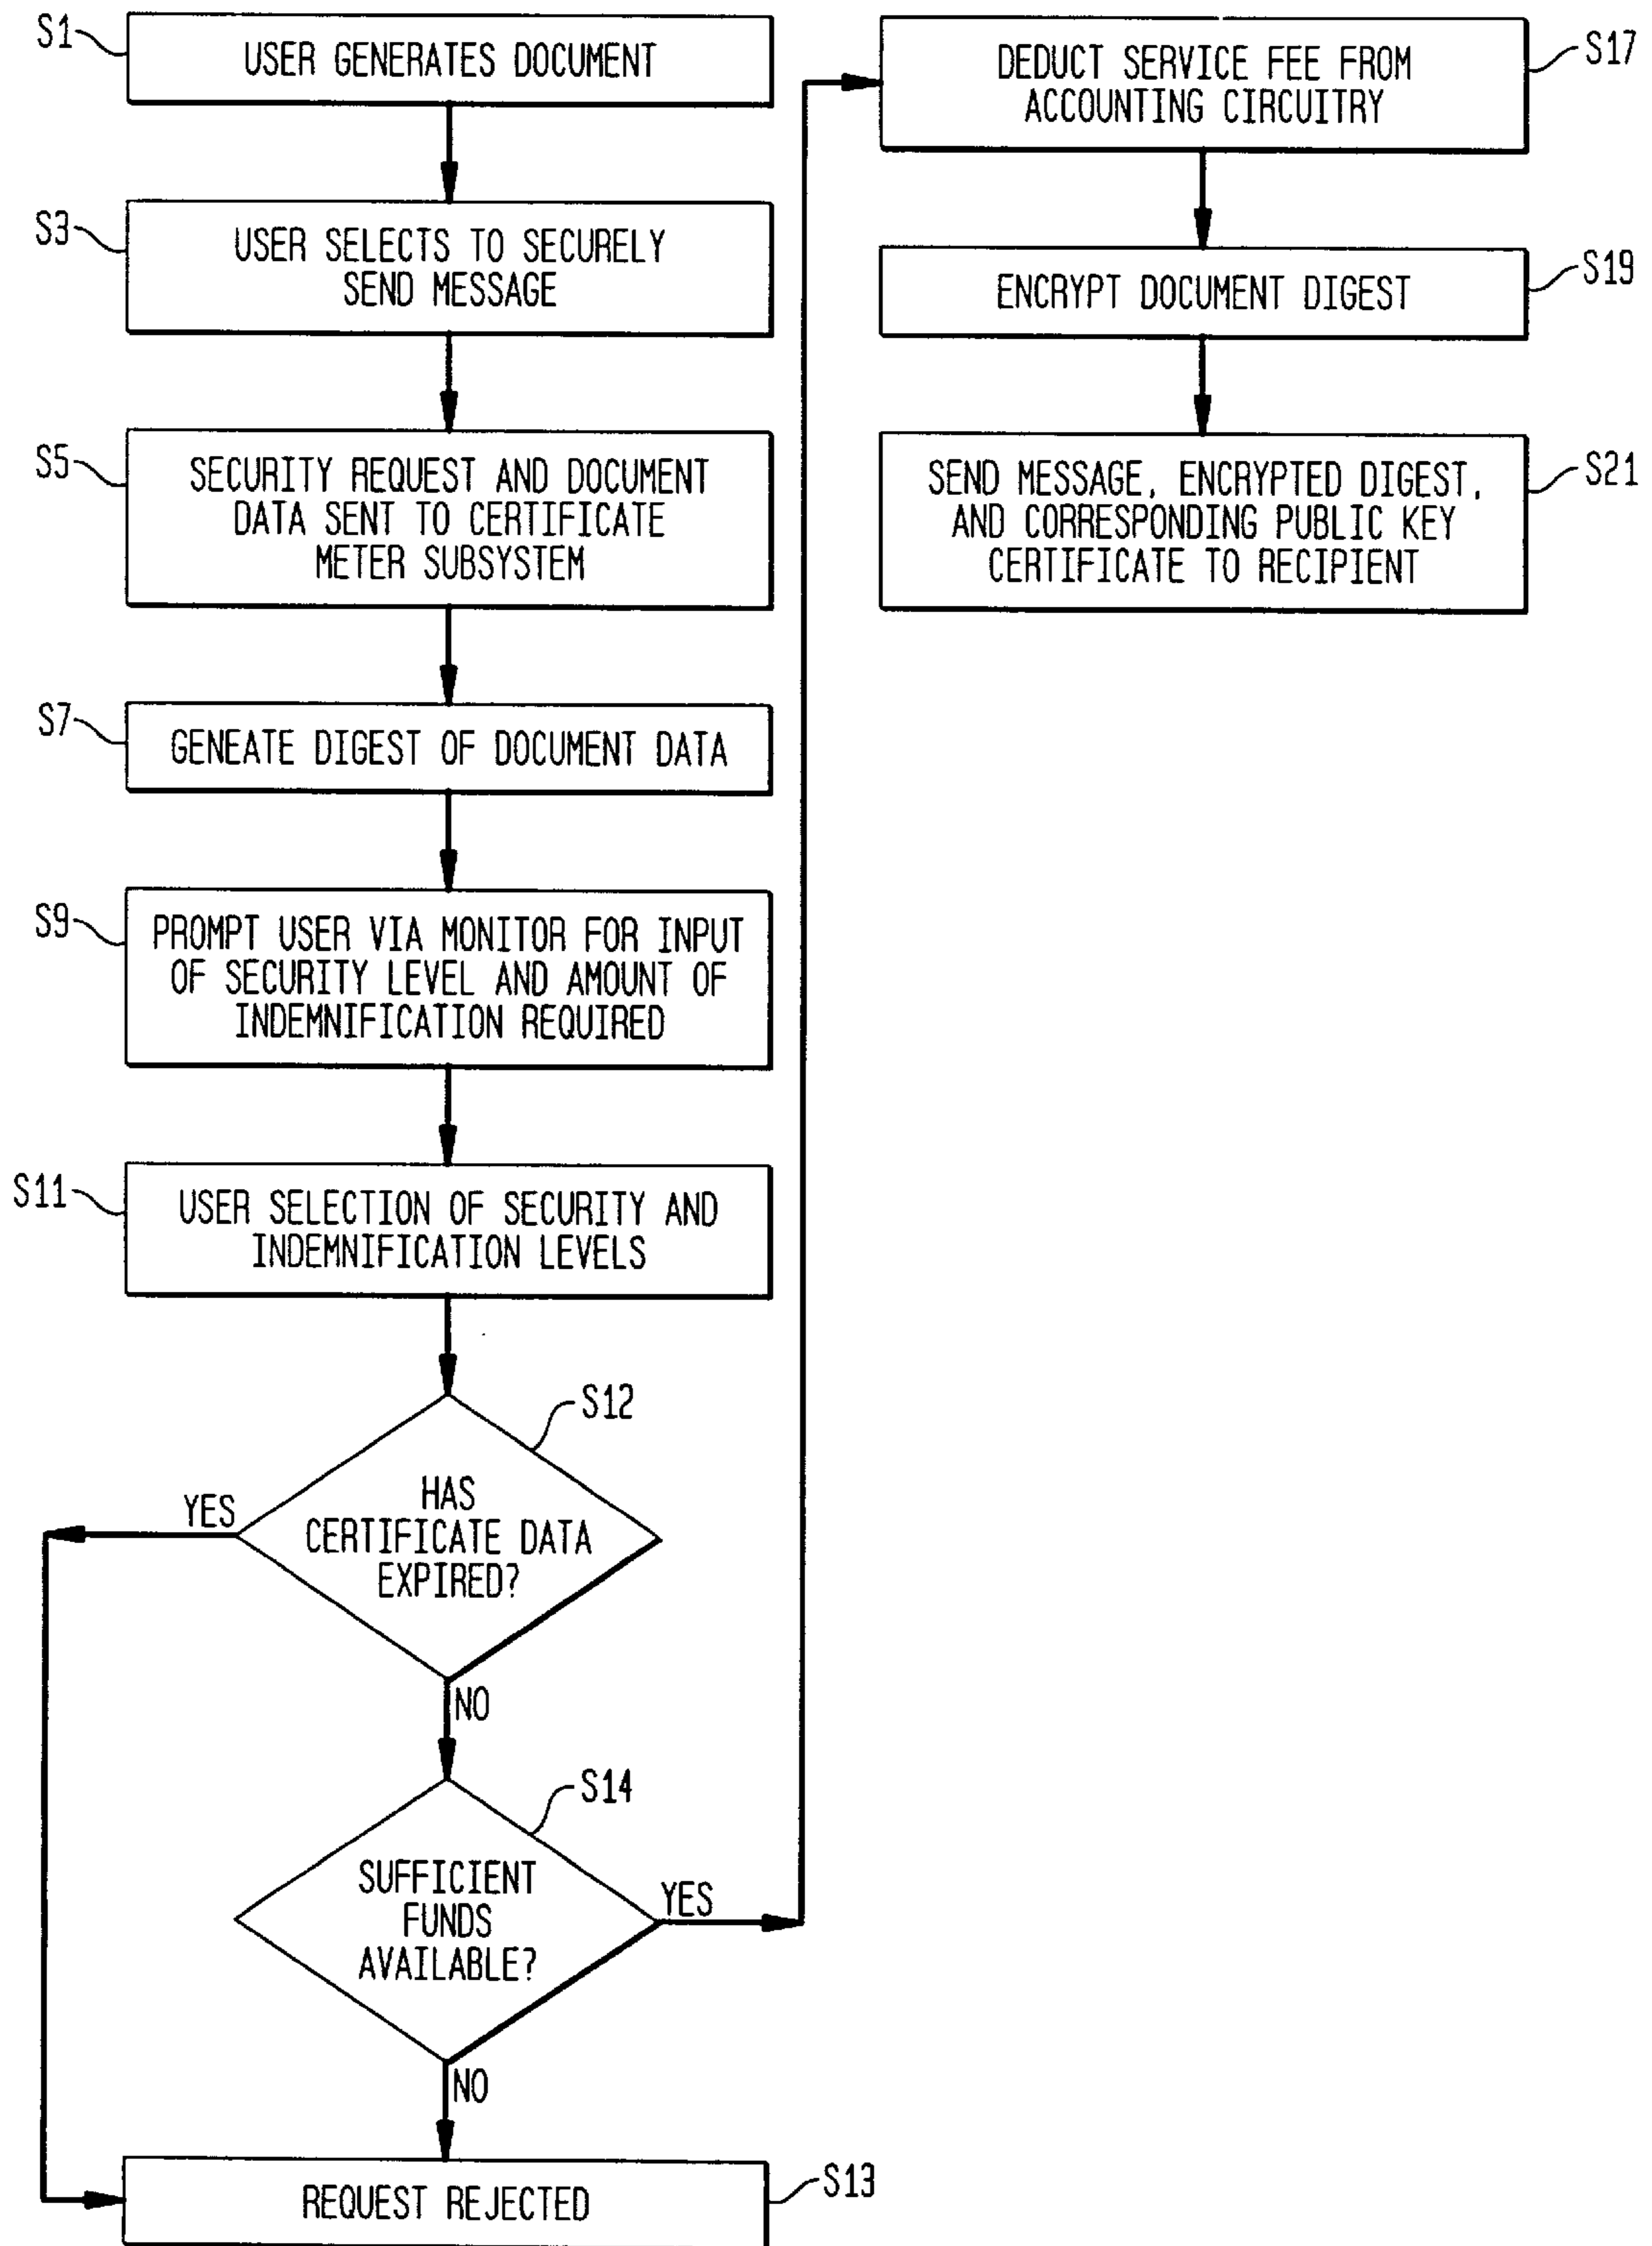 S1
USER GENERATES DOCUMENT
S3
USER SELECTS TO SECURELY
SEND MESSAGE
S5
SECURITY REQUEST AND DOCUMENT
DATA SENT TO CERTIFICATE
METER SUBSYSTEM
S7
GENEATE DIGEST OF DOCUMENT DATA
S9
PROMPT USER VIA MONITOR FOR INPUT
OF SECURITY LEVEL AND AMOUNT OF
INDEMNIFICATION REQUIRED
S11
USER SELECTION OF SECURITY AND
INDEMNIFICATION LEVELS
S12
HAS
CERTIFICATE DATA
EXPIRED?
YES
NO
S14
SUFFICIENT
FUNDS
AVAILABLE?
YES
NO
S13
REQUEST REJECTED
S17
DEDUCT SERVICE FEE FROM
ACCOUNTING CIRCUITRY
S19
ENCRYPT DOCUMENT DIGEST
S21
SEND MESSAGE, ENCRYPTED DIGEST,
AND CORRESPONDING PUBLIC KEY
CERTIFICATE TO RECIPIENT